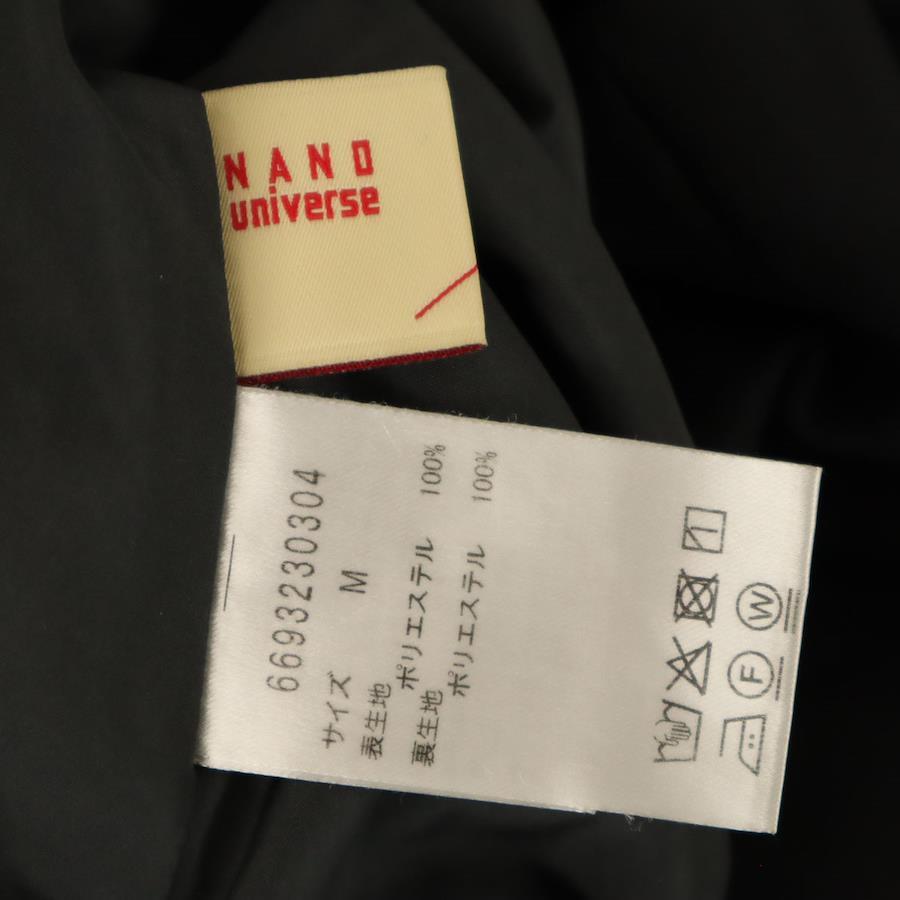 NANO
universe
6693230304
サイズ M
表生地
ポリエステル 100%
裏生地
ポリエステル 100%
W
F